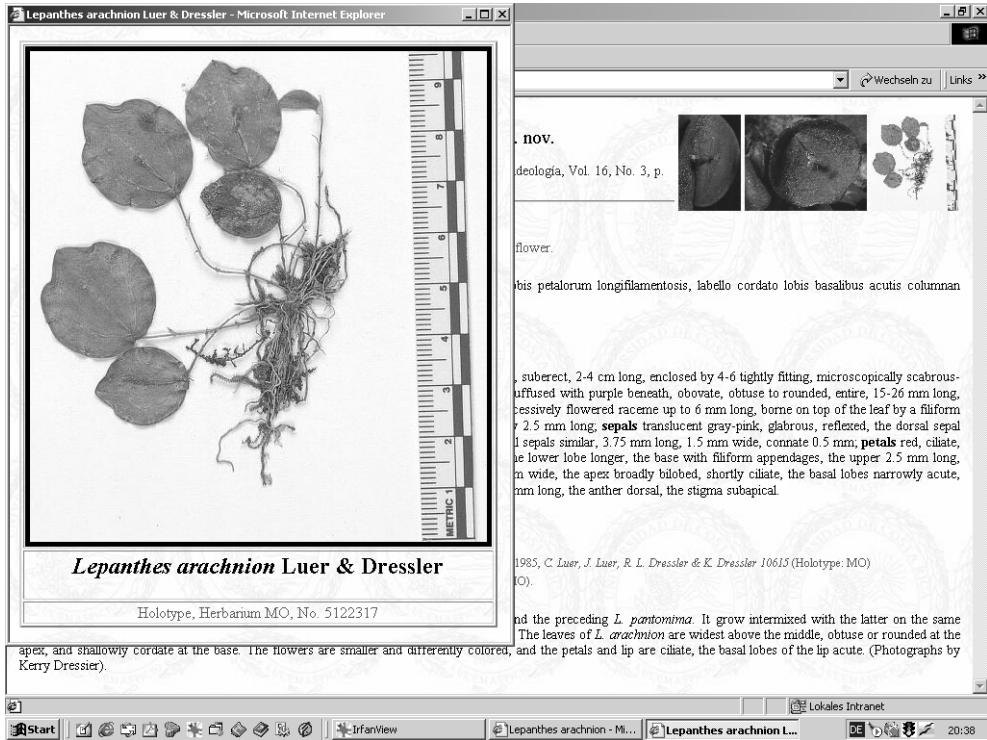 Lepanthes arachnion Luer & Dressler - Microsoft Internet Explorer
9
8
7
6
5
4
3
2
METRIC 1
Lepanthes arachnion Luer & Dressler
Holotype, Herbarium MO, No. 5122317
Wechseln zu
Links »
. nov.
deología, Vol. 16, No. 3, p.
flower.
obis petalorum longifilamentosis, labello cordato lobis basalibus acutis columnan
, suberect, 2-4 cm long, enclosed by 4-6 tightly fitting, microscopically scabrous-
uffused with purple beneath, obovate, obtuse to rounded, entire, 15-26 mm long,
cessively flowered raceme up to 6 mm long, borne on top of the leaf by a filiform
2.5 mm long; sepals translucent gray-pink, glabrous, reflexed, the dorsal sepal
l sepals similar, 3.75 mm long, 1.5 mm wide, connate 0.5 mm; petals red, ciliate,
e lower lobe longer, the base with filiform appendages, the upper 2.5 mm long,
m wide, the apex broadly bilobed, shortly ciliate, the basal lobes narrowly acute,
mm long, the anther dorsal, the stigma subapical.
1985, C. Luer, J. Luer, R. L. Dressler & K. Dressler 10615 (Holotype: MO)
IO).
nd the preceding L. pantomima. It grow intermixed with the latter on the same
The leaves of L. arachnion are widest above the middle, obtuse or rounded at the
apex, and shallowly cordate at the base. The flowers are smaller and differently colored, and the petals and lip are ciliate, the basal lobes of the lip acute. (Photographs by
Kerry Dressier).
Lokales Intranet
Start
IrfanView
Lepanthes arachnion - Mi...
Lepanthes arachnion L...
DE
20:38